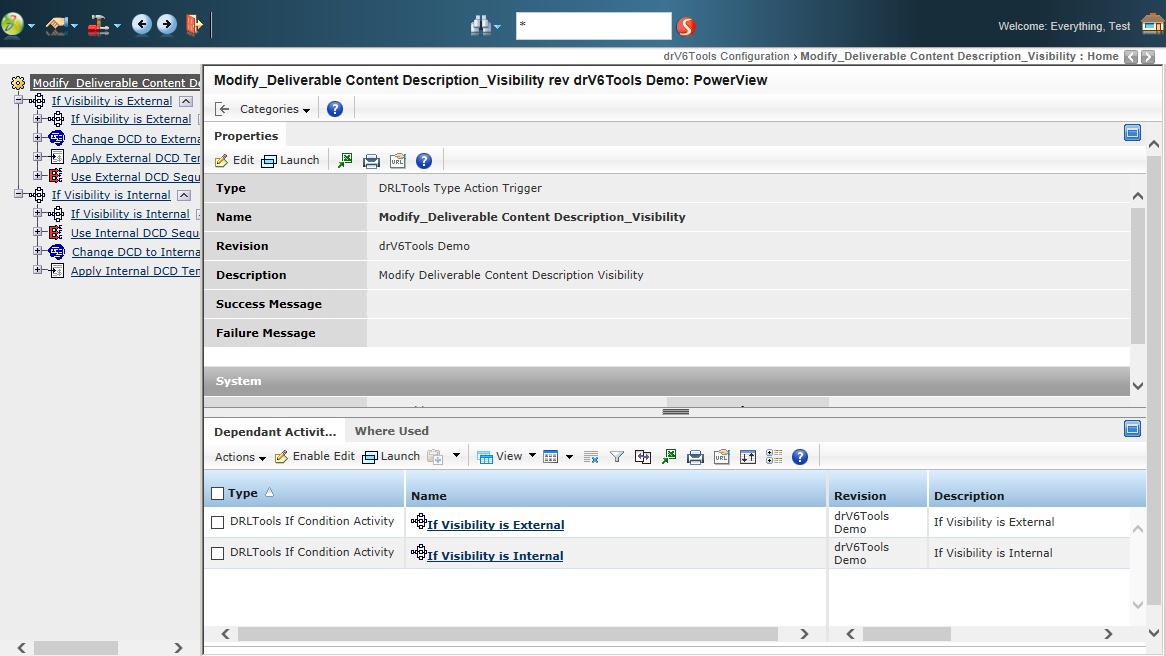 *
Welcome: Everything, Test
drV6Tools Configuration › Modify_Deliverable Content Description_Visibility : Home
Modify_Deliverable Content De
If Visibility is External
If Visibility is External
Change DCD to Externa
Apply External DCD Ter
Use External DCD Sequ
If Visibility is Internal
If Visibility is Internal
Use Internal DCD Sequ
Change DCD to Interna
Apply Internal DCD Ten
Modify_Deliverable Content Description_Visibility rev drV6Tools Demo: PowerView
Categories
Properties
Edit Launch
URL
Type DRLTools Type Action Trigger
Name Modify_Deliverable Content Description_Visibility
Revision drV6Tools Demo
Description Modify Deliverable Content Description Visibility
Success Message
Failure Message
System
Dependant Activit... Where Used
Actions Enable Edit Launch View URL
Type Name Revision Description
DRLTools If Condition Activity If Visibility is External drV6Tools Demo If Visibility is External
DRLTools If Condition Activity If Visibility is Internal drV6Tools Demo If Visibility is Internal